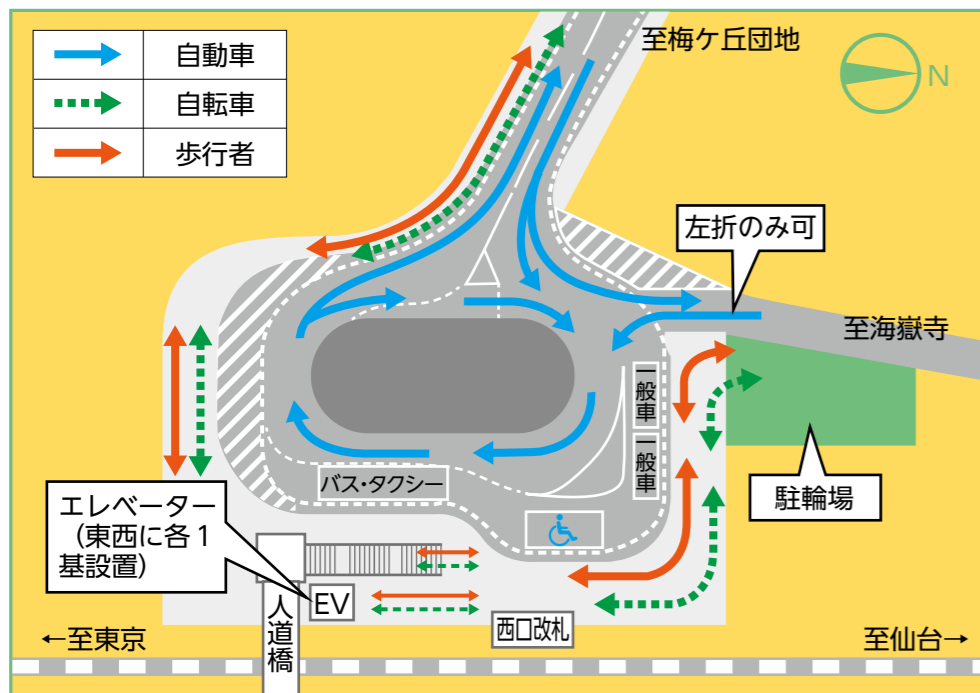 自動車
自転車
歩行者
至梅ケ丘団地
N
左折のみ可
至海嶽寺
一般車
一般車
バス・タクシー
駐輪場
エレベーター
（東西に各１
基設置）
EV
人道橋
西口改札
←至東京
至仙台→